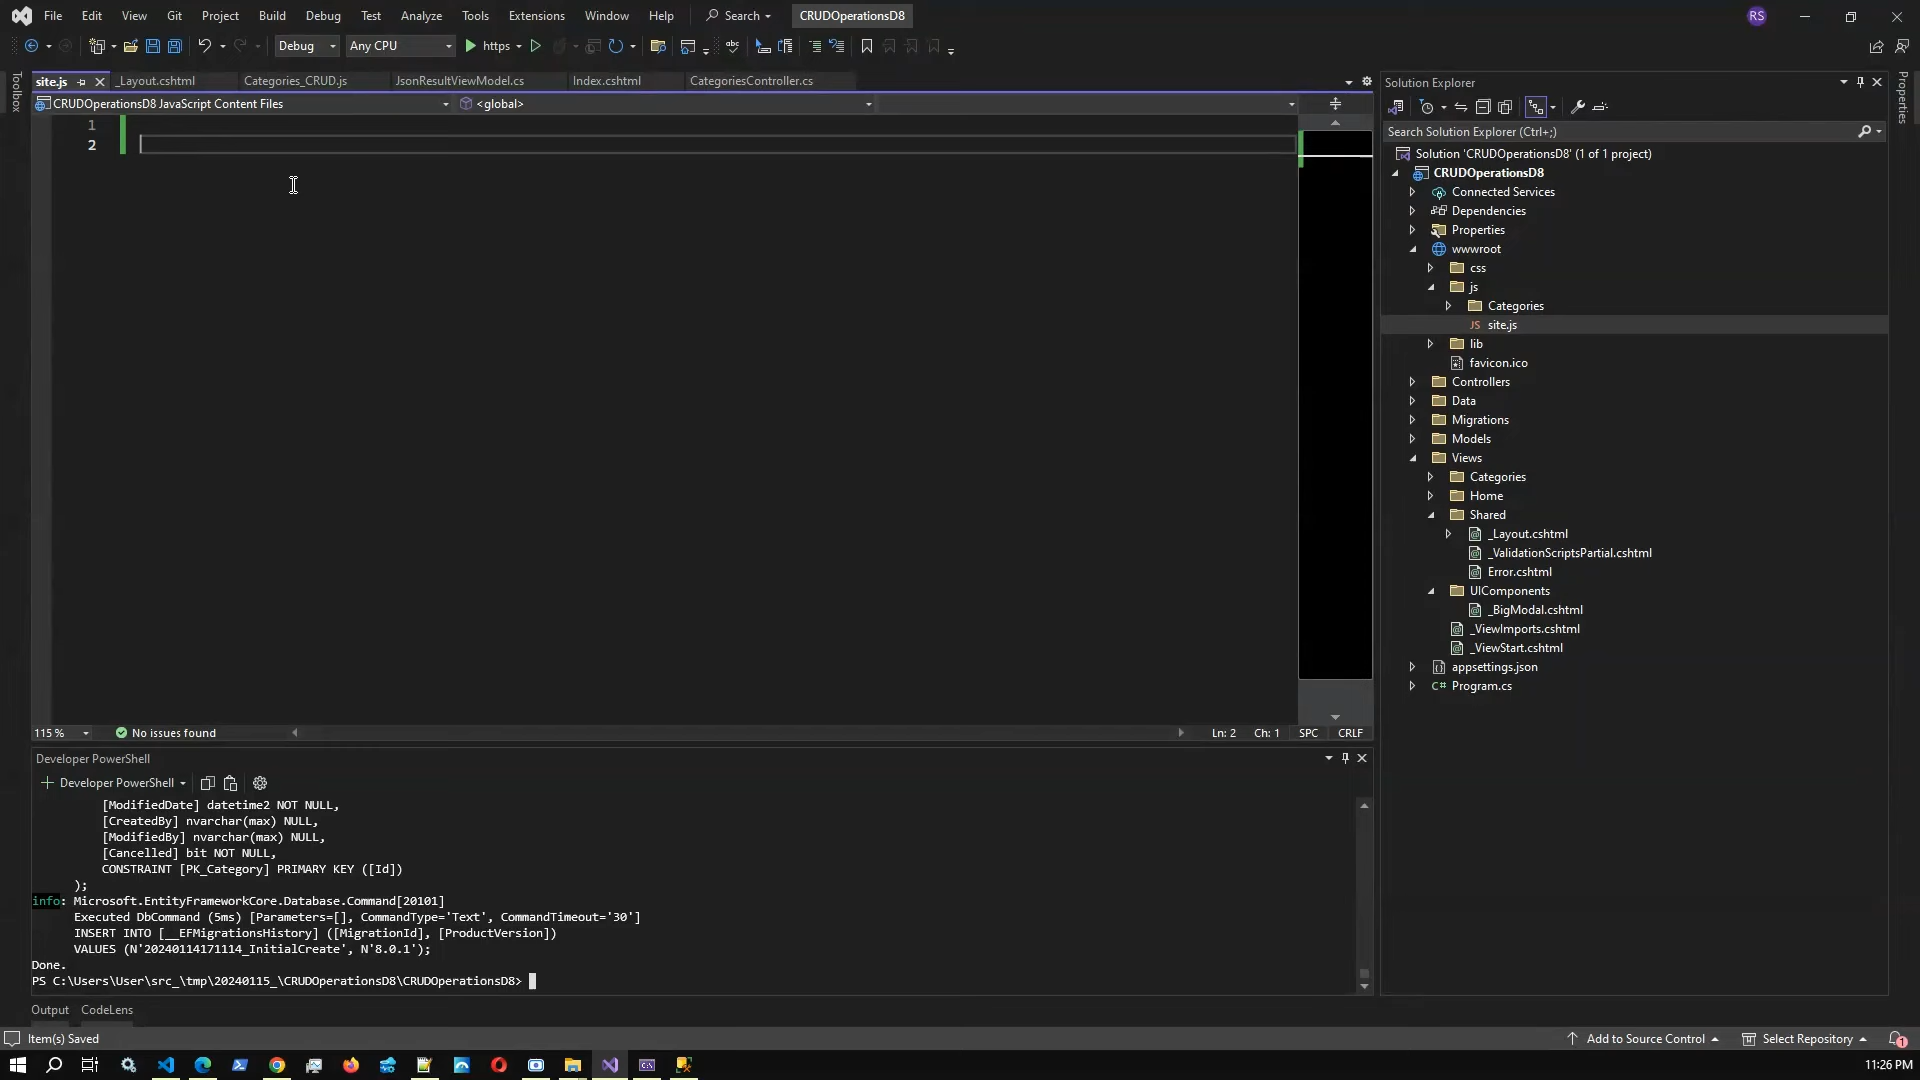 File Edit View Git Project Build Debug Test Analyze Tools Extensions Window Help Search CRUDOperationsD8 RS
Debug Any CPU https
site.js _Layout.cshtml Categories_CRUD.js JsonResultViewModel.cs Index.cshtml CategoriesController.cs
CRUDOperationsD8 JavaScript Content Files <global>
1
2
115 % No issues found Ln: 2 Ch: 1 SPC CRLF
Toolbox
Developer PowerShell
Developer PowerShell
[ModifiedDate] datetime2 NOT NULL,
[CreatedBy] nvarchar(max) NULL,
[ModifiedBy] nvarchar(max) NULL,
[Cancelled] bit NOT NULL,
CONSTRAINT [PK_Category] PRIMARY KEY ([Id])
);
info: Microsoft.EntityFrameworkCore.Database.Command[20101]
Executed DbCommand (5ms) [Parameters=[], CommandType='Text', CommandTimeout='30']
INSERT INTO [__EFMigrationsHistory] ([MigrationId], [ProductVersion])
VALUES (N'20240114171114_InitialCreate', N'8.0.1');
Done.
PS C:\Users\User\src_\tmp\20240115_\CRUDOperationsD8\CRUDOperationsD8>
Output CodeLens
Solution Explorer
Search Solution Explorer (Ctrl+;)
Solution 'CRUDOperationsD8' (1 of 1 project)
CRUDOperationsD8
Connected Services
Dependencies
Properties
wwwroot
css
js
Categories
JS site.js
lib
favicon.ico
Controllers
Data
Migrations
Models
Views
Categories
Home
Shared
_Layout.cshtml
_ValidationScriptsPartial.cshtml
Error.cshtml
UIComponents
_BigModal.cshtml
_ViewImports.cshtml
_ViewStart.cshtml
appsettings.json
C# Program.cs
Properties
Item(s) Saved Add to Source Control Select Repository 1
11:26 PM